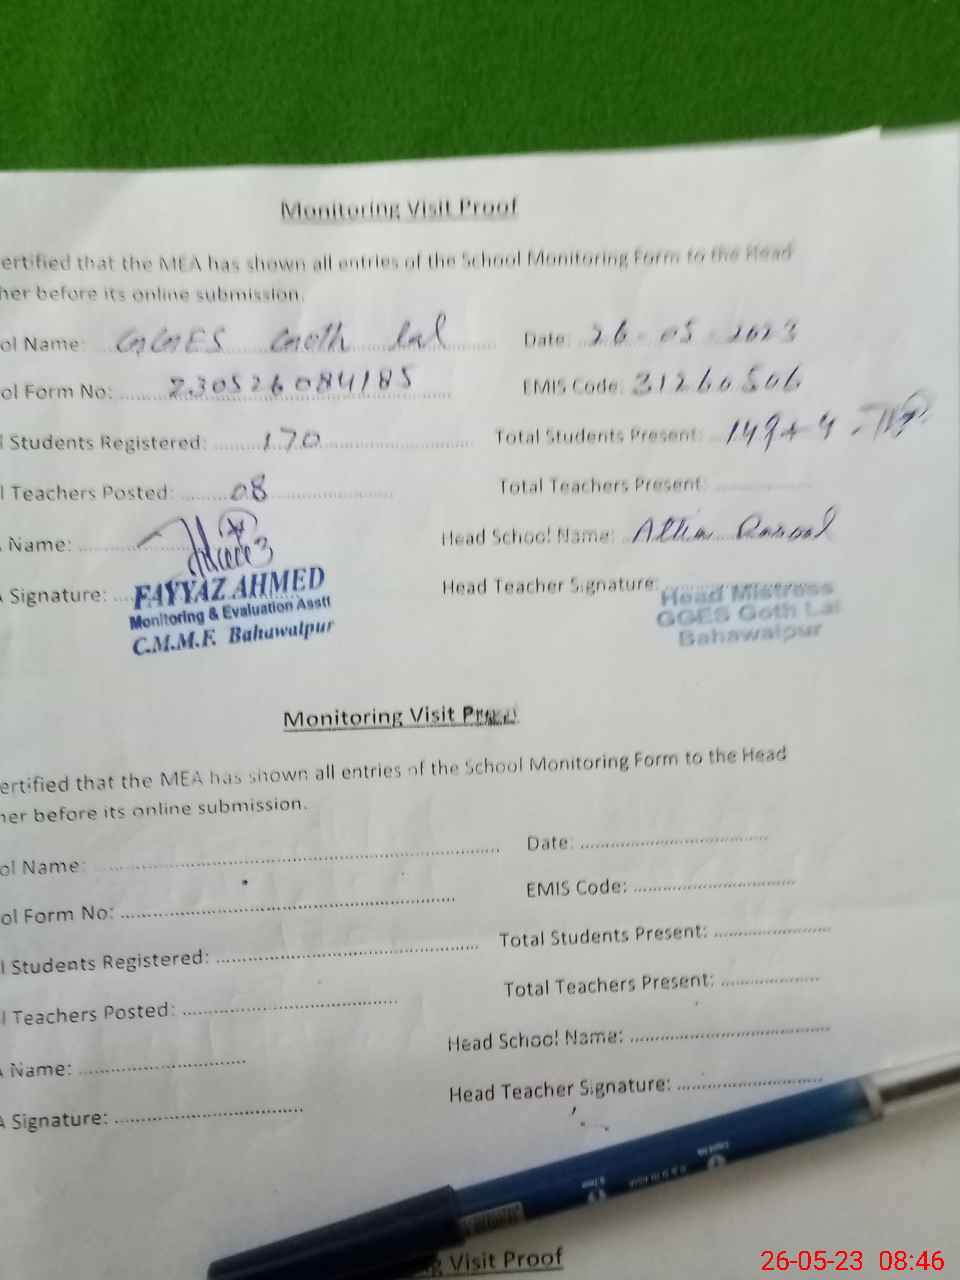 Monitoring Visit Proof
ertified that the MEA has shown all entries of the School Monitoring Form to the Head
her before its online submission.
ol Name: GGES Goth Lal Date: 26-05-2023
ol Form No: 230526084185 EMIS Code: 31260506
l Students Registered: 170 Total Students Present: 149+4
l Teachers Posted: 08 Total Teachers Present:
Name: Head School Name:
Signature: Head Teacher Signature:
FAYYAZ AHMED
Monitoring & Evaluation Asstt
C.M.M.F. Bahawalpur
Head Mistress
GGES Goth Lal
Bahawalpur
Monitoring Visit Proof
ertified that the MEA has shown all entries of the School Monitoring Form to the Head
her before its online submission.
ol Name: Date:
ol Form No: EMIS Code:
l Students Registered: Total Students Present:
l Teachers Posted: Total Teachers Present:
A Name: Head School Name:
A Signature: Head Teacher Signature:
g Visit Proof
26-05-23 08:46